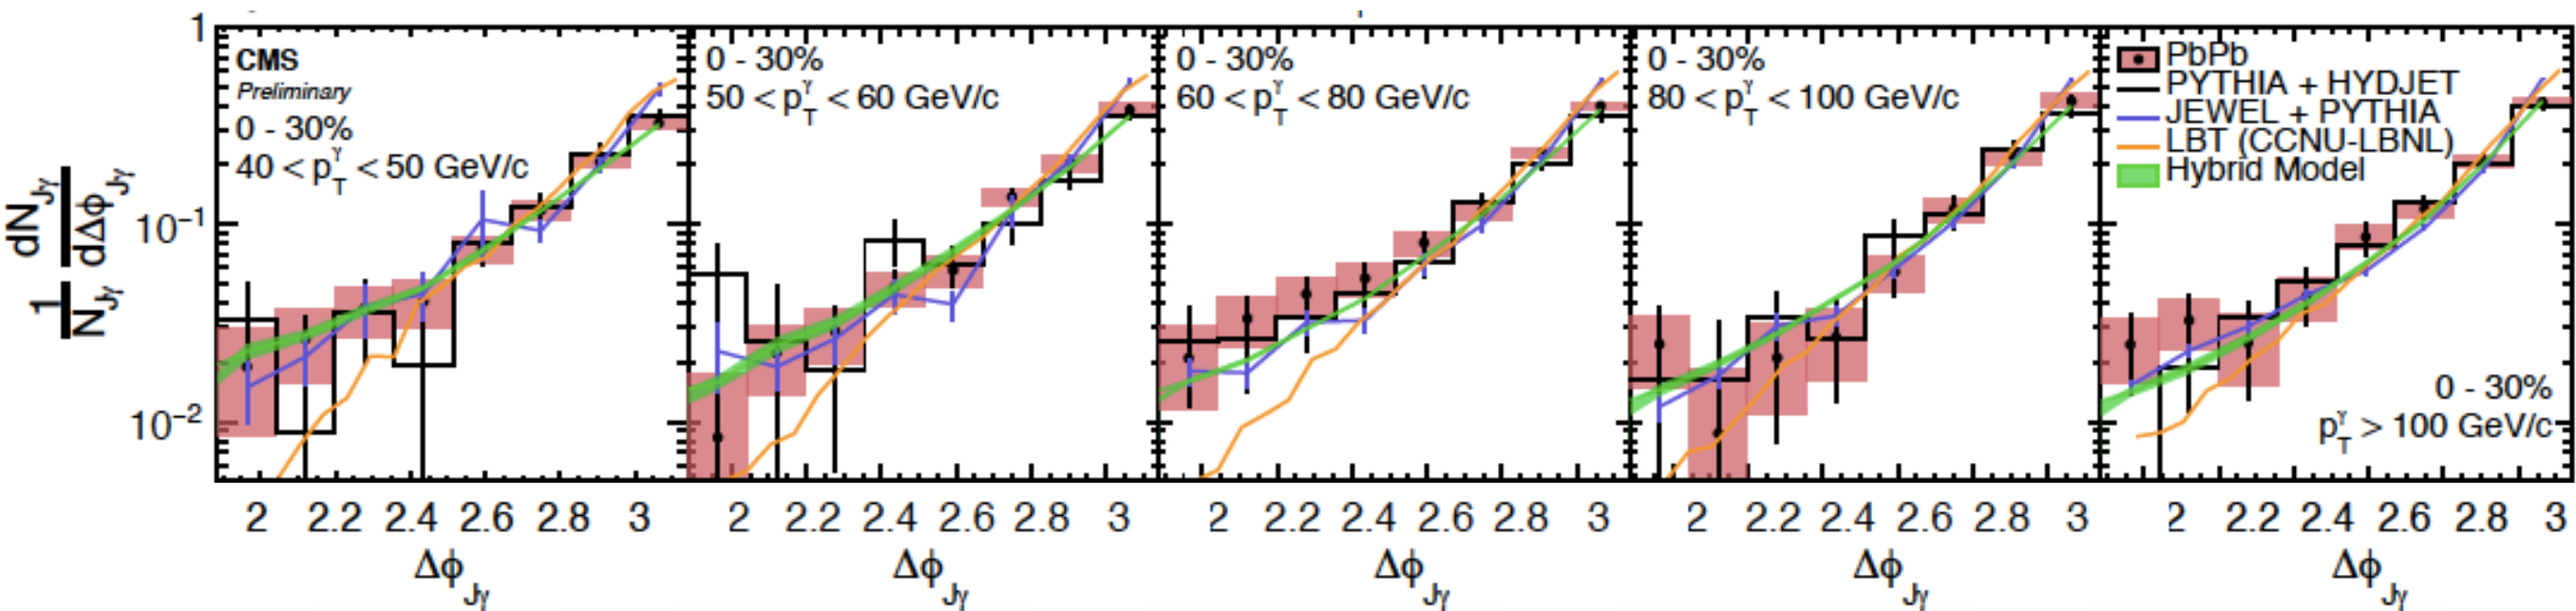 1/N_Jγ dN_Jγ/dΔϕ_Jγ
1
10⁻¹
10⁻²
CMS
Preliminary
0 - 30%
40 < p_T^γ < 50 GeV/c
0 - 30%
50 < p_T^γ < 60 GeV/c
0 - 30%
60 < p_T^γ < 80 GeV/c
0 - 30%
80 < p_T^γ < 100 GeV/c
PbPb
PYTHIA + HYDJET
JEWEL + PYTHIA
LBT (CCNU-LBNL)
Hybrid Model
0 - 30%
p_T^γ > 100 GeV/c
2 2.2 2.4 2.6 2.8 3
2 2.2 2.4 2.6 2.8 3
2 2.2 2.4 2.6 2.8 3
2 2.2 2.4 2.6 2.8 3
2 2.2 2.4 2.6 2.8 3
Δϕ_Jγ
Δϕ_Jγ
Δϕ_Jγ
Δϕ_Jγ
Δϕ_Jγ